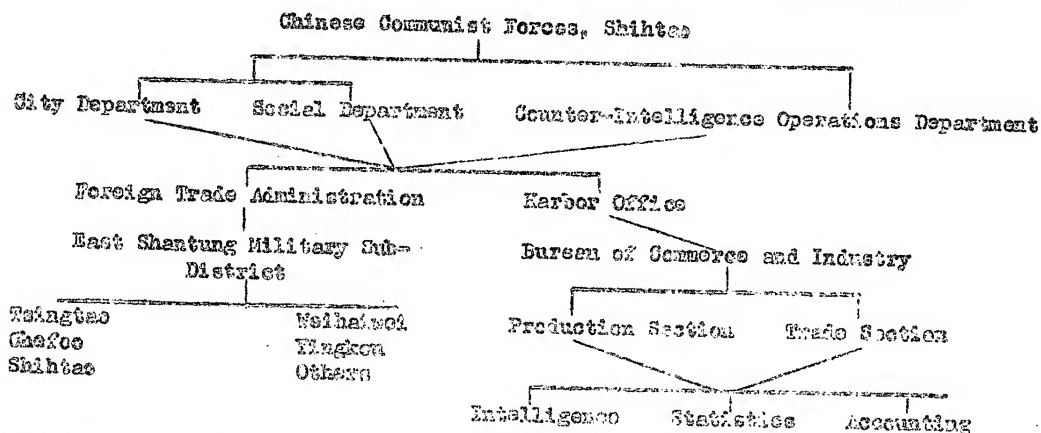 Chinese Communist Forces, Shihtao
City Department Social Department Counter-Intelligence Operations Department
Foreign Trade Administration Harbor Office
East Shantung Military Sub-
District
Bureau of Commerce and Industry
Tsingtao Weihaiwei
Chefoo Yingkou
Shihtao Others
Production Section Trade Section
Intelligence Statistics Accounting